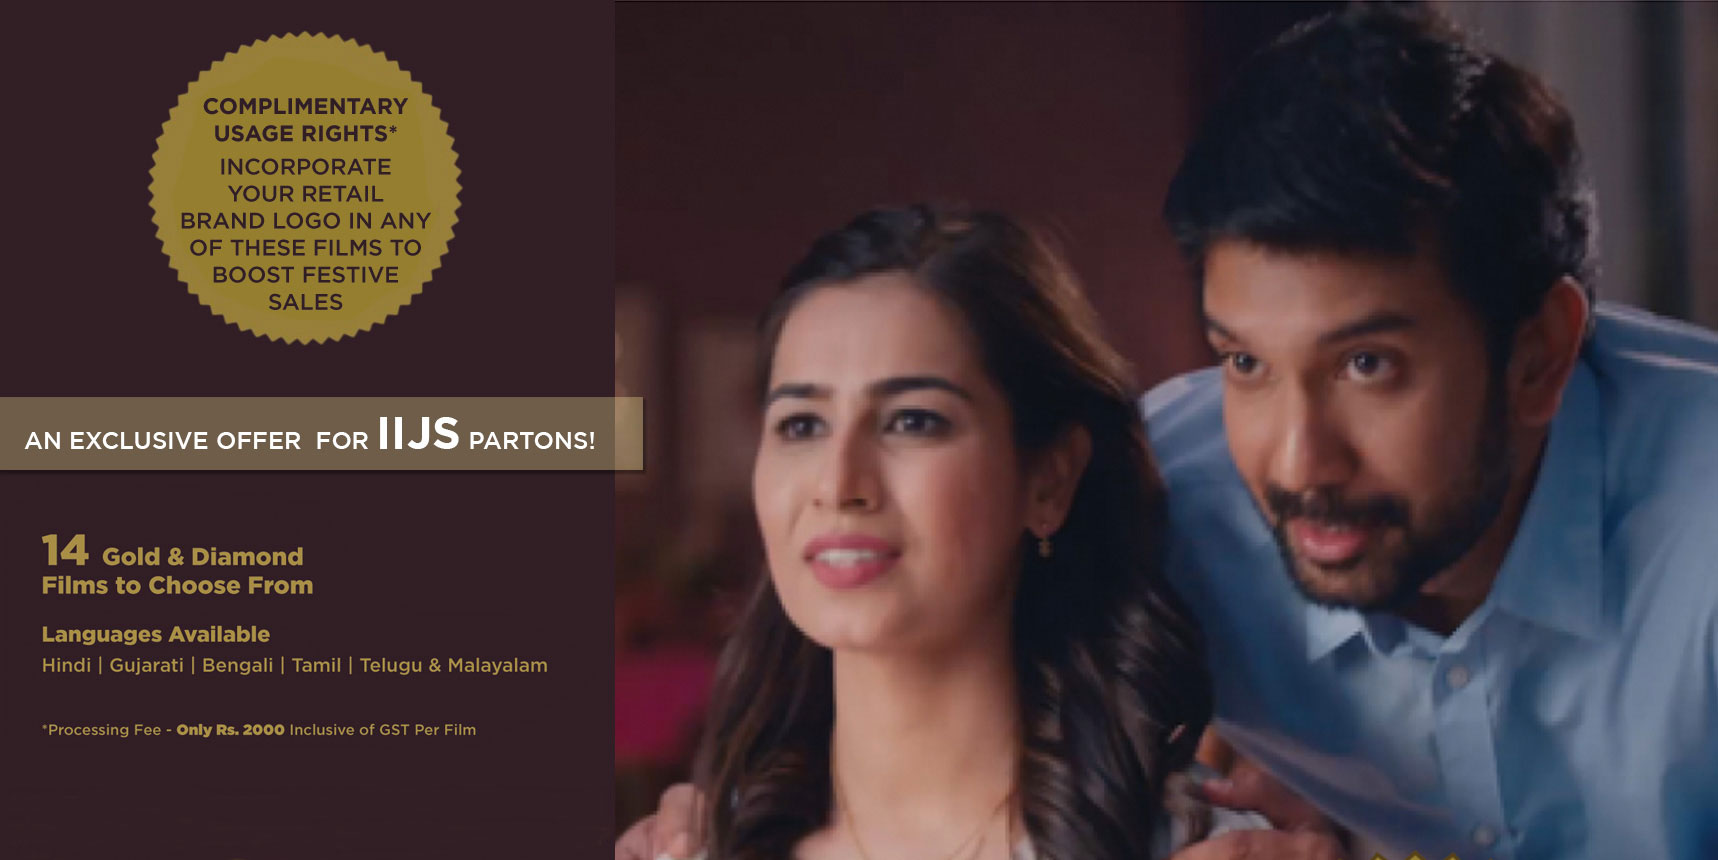 COMPLIMENTARY
USAGE RIGHTS*
INCORPORATE
YOUR RETAIL
BRAND LOGO IN ANY
OF THESE FILMS TO
BOOST FESTIVE
SALES
AN EXCLUSIVE OFFER FOR IIJS PARTONS!
14 Gold & Diamond
Films to Choose From
Languages Available
Hindi | Gujarati | Bengali | Tamil | Telugu & Malayalam
*Processing Fee - Only Rs. 2000 Inclusive of GST Per Film